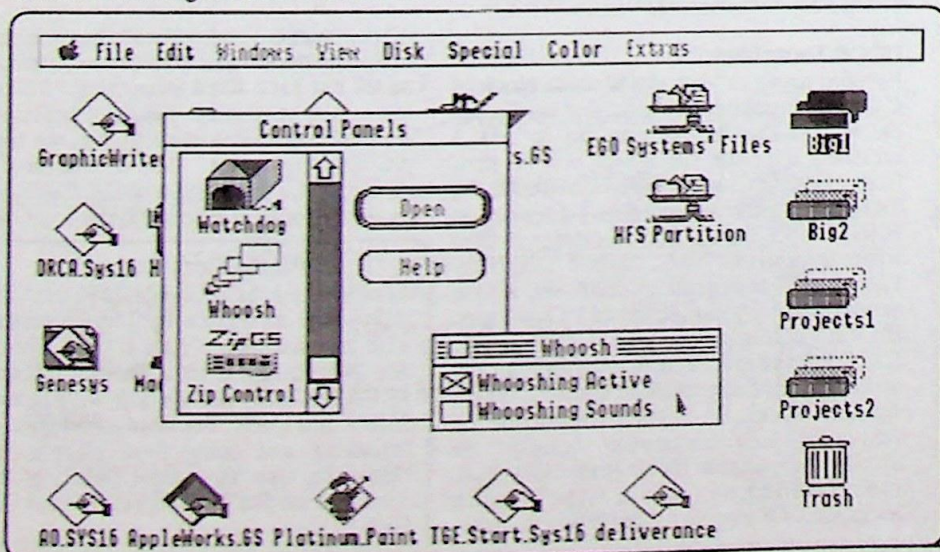 File Edit Windows View Disk Special Color Extras
Control Panels
GraphicWriter
s.GS
EGO Systems' Files
Big1
Watchdog
Open
ORCA.Sys16
H
HFS Partition
Big2
Help
Whoosh
Projects1
ZipGS
Whoosh
Genesys
Mac
Zip Control
Whooshing Active
Whooshing Sounds
Projects2
Trash
AO.SYS16 AppleWorks.GS Platinum.Paint TGE.Start.Sys16 deliverance